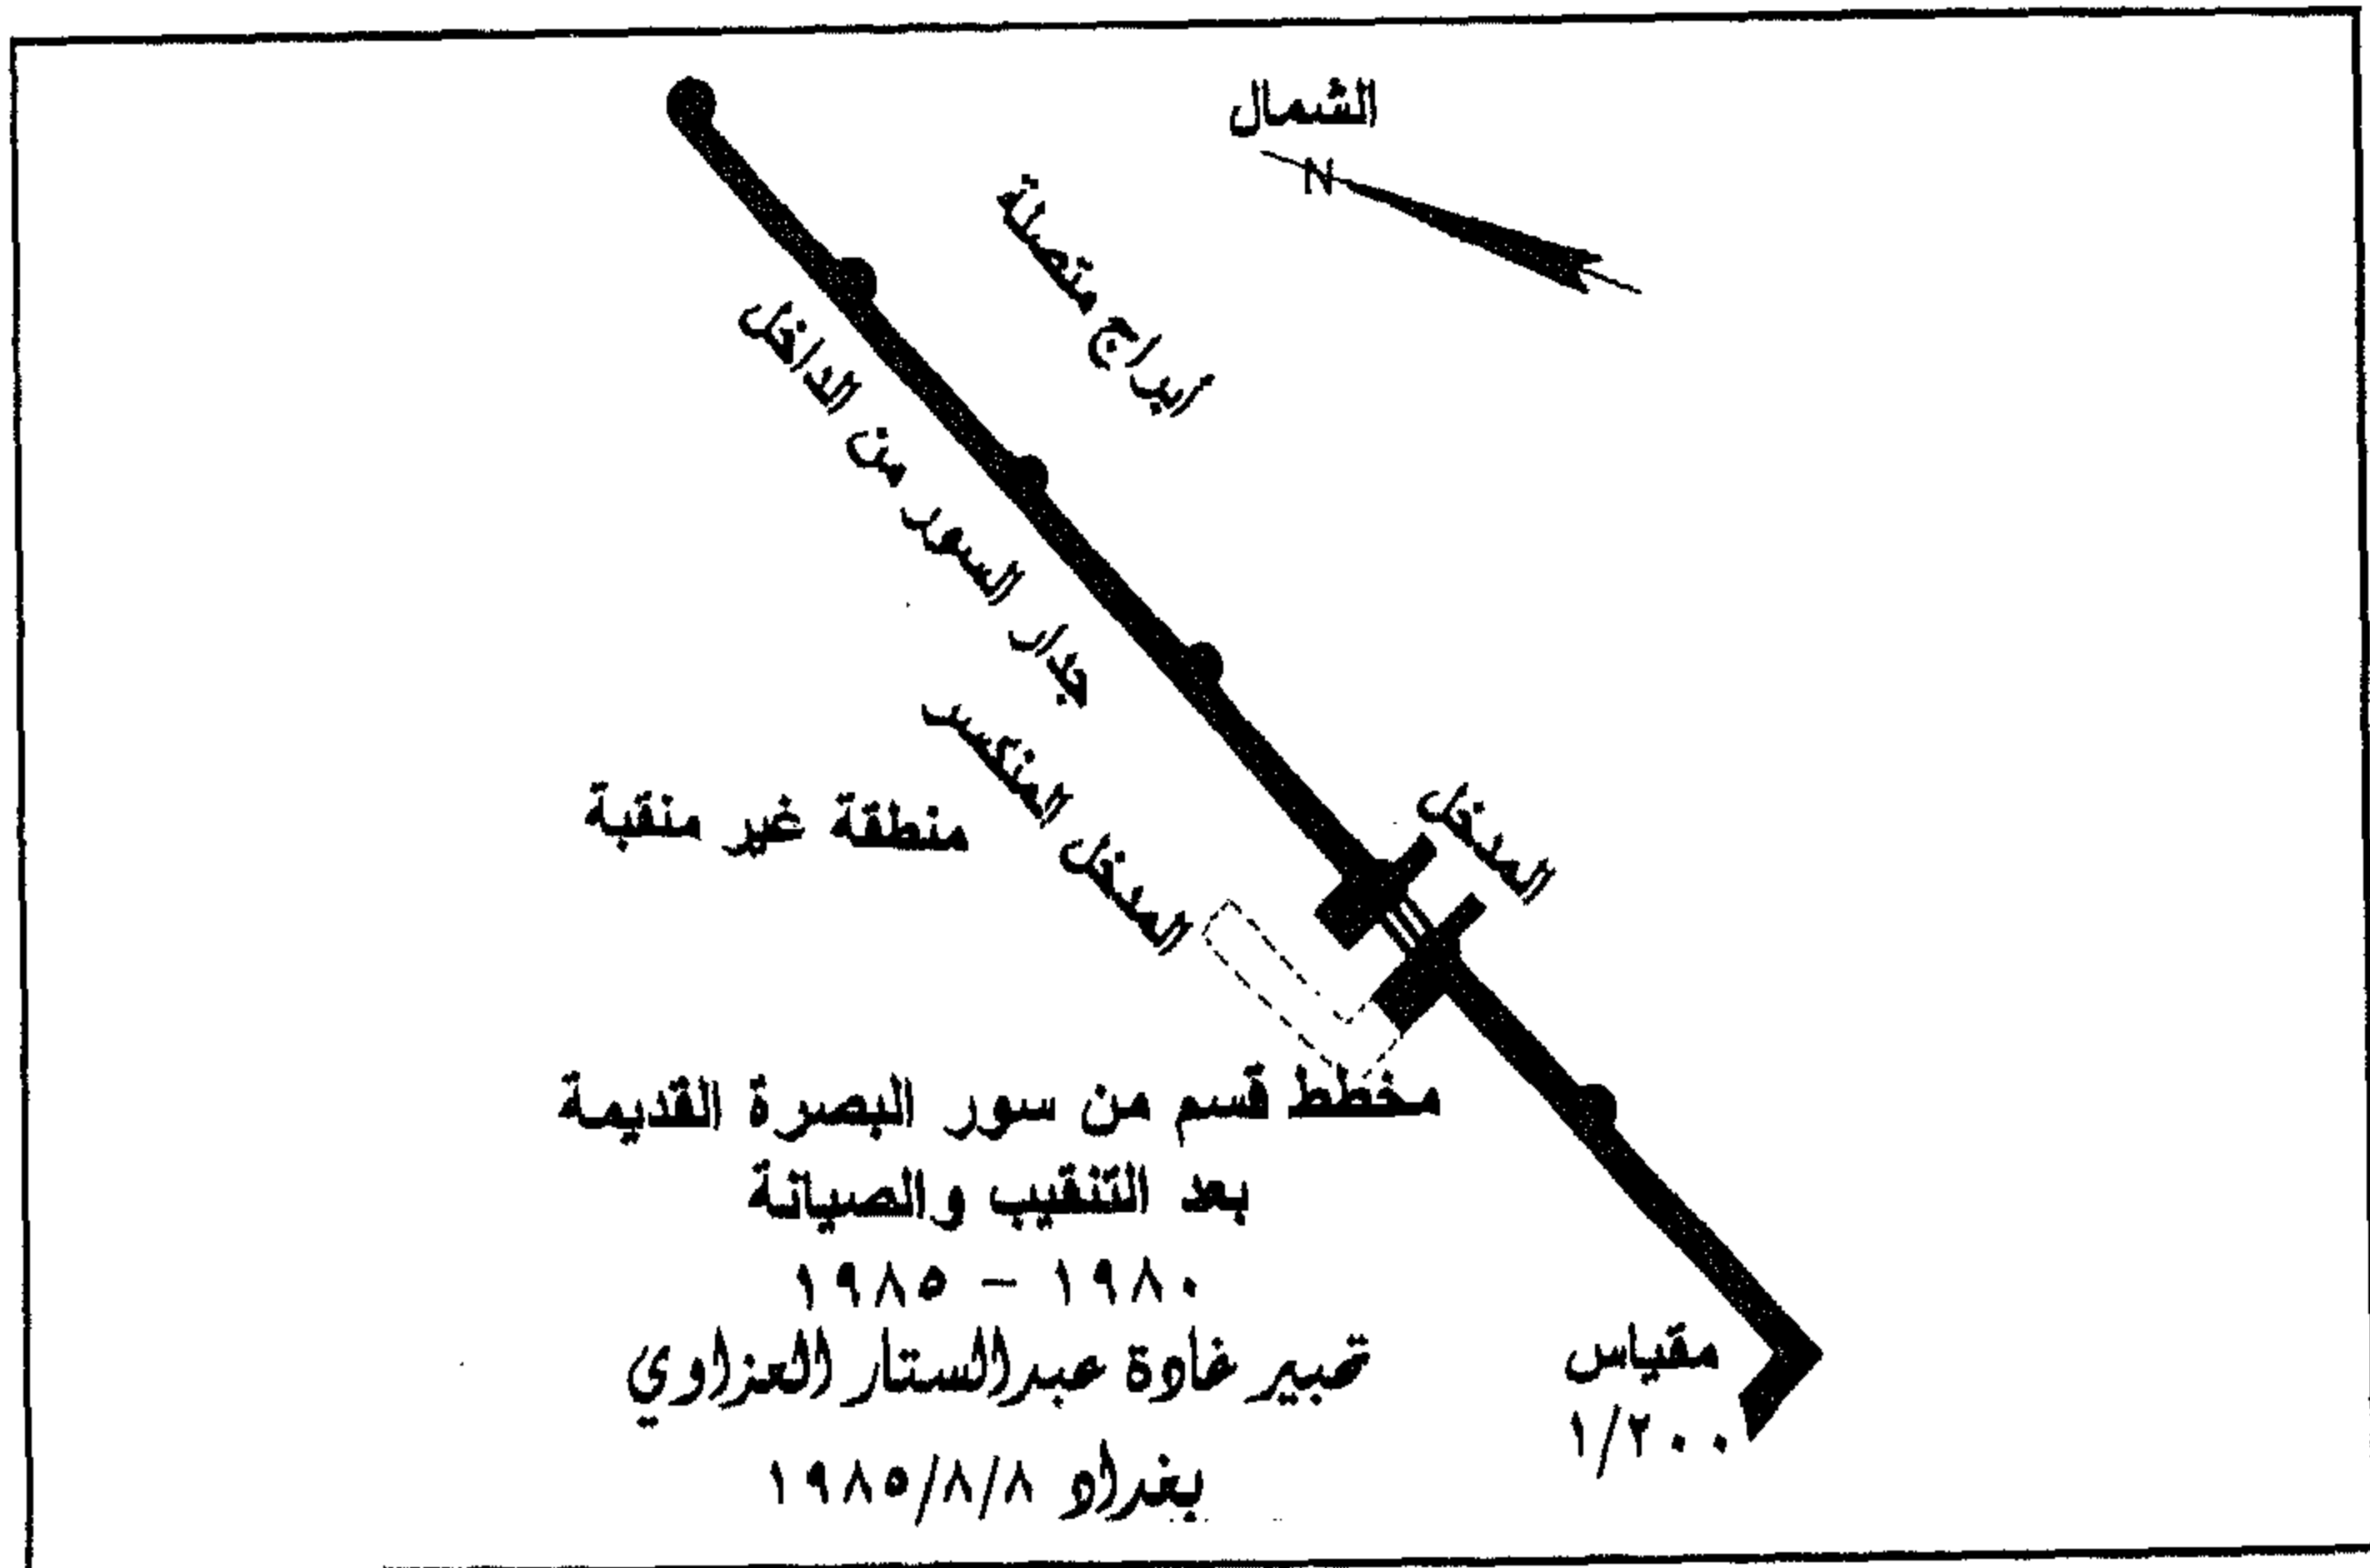 الشمال
N
ابراج متصلة
جدار السور من الداخل
المدخل
المدخل المنكسر
منطقة غير منقبة
مخطط قسم من سور البصرة القديمة
بعد التنقيب والصيانة
١٩٨٠ - ١٩٨٥
تحبير غادة عبدالستار العزاوي
بغداد ١٩٨٥/٨/٨
مقياس
١/٢٠٠